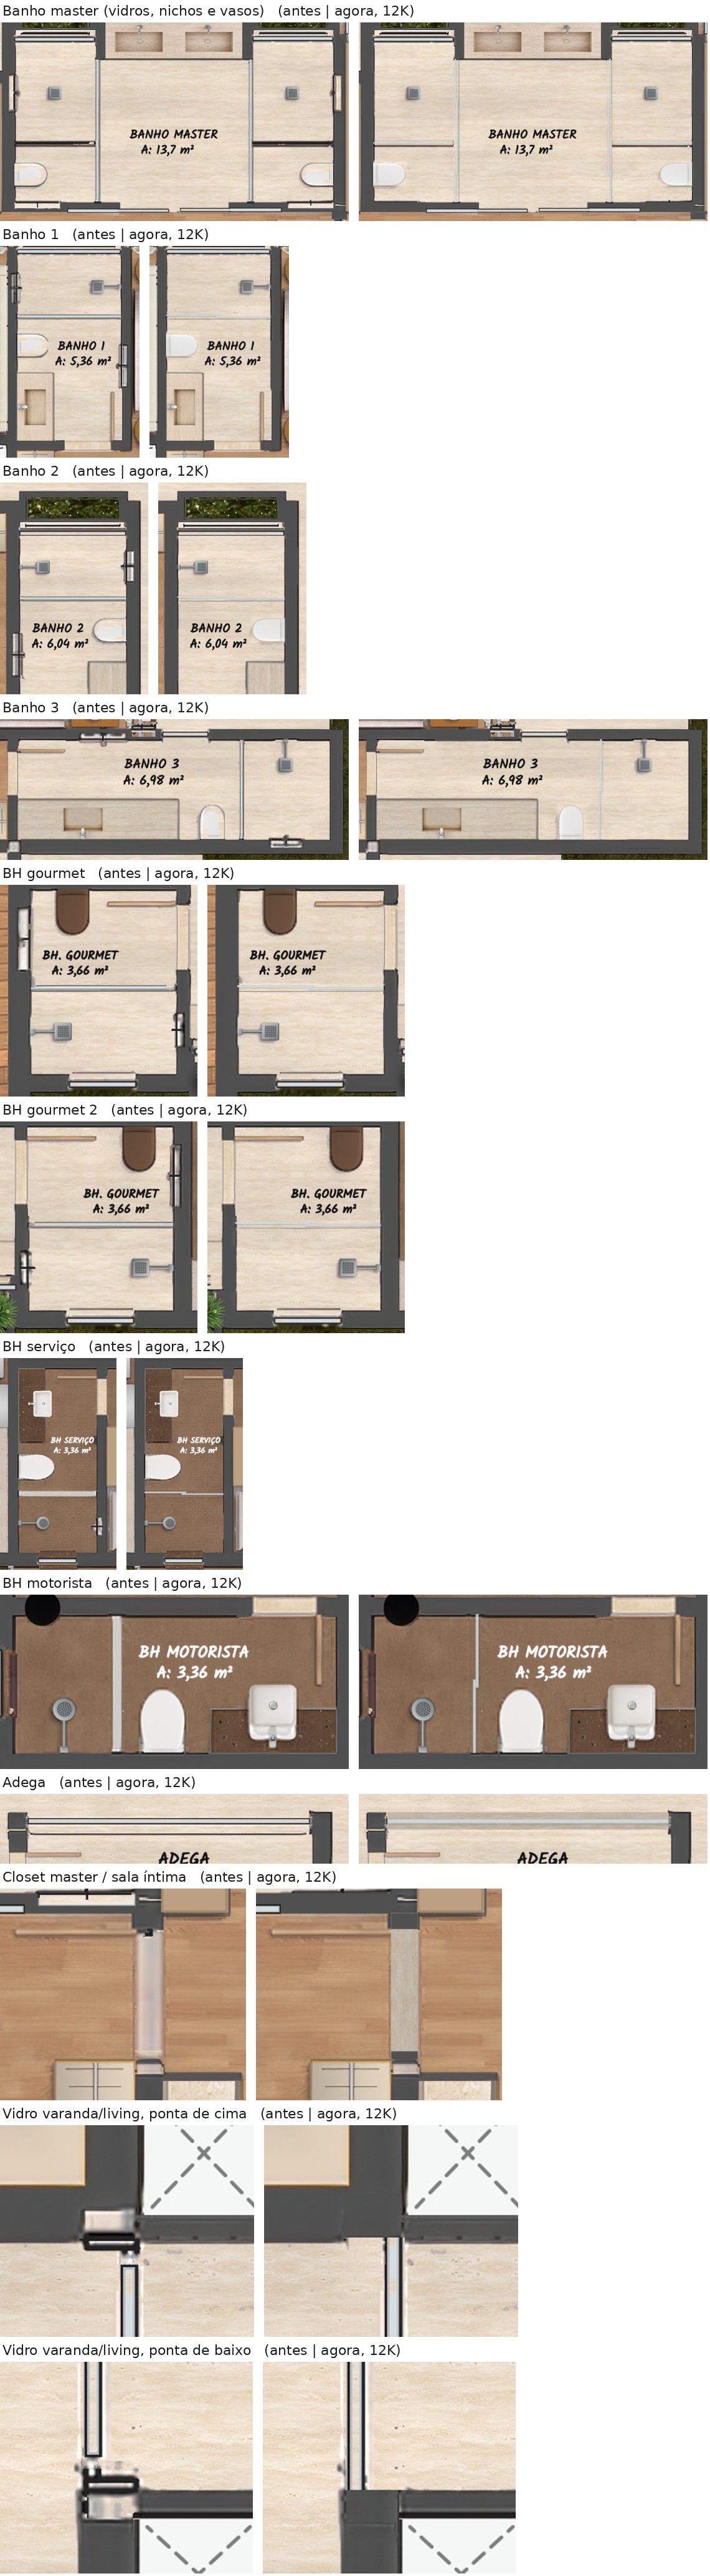 Banho master (vidros, nichos e vasos) (antes | agora, 12K)
BANHO MASTER
A: 13,7 m²
BANHO MASTER
A: 13,7 m²
Banho 1 (antes | agora, 12K)
BANHO 1
A: 5,36 m²
BANHO 1
A: 5,36 m²
Banho 2 (antes | agora, 12K)
BANHO 2
A: 6,04 m²
BANHO 2
A: 6,04 m²
Banho 3 (antes | agora, 12K)
BANHO 3
A: 6,98 m²
BANHO 3
A: 6,98 m²
BH gourmet (antes | agora, 12K)
BH. GOURMET
A: 3,66 m²
BH. GOURMET
A: 3,66 m²
BH gourmet 2 (antes | agora, 12K)
BH. GOURMET
A: 3,66 m²
BH. GOURMET
A: 3,66 m²
BH serviço (antes | agora, 12K)
BH SERVIÇO
A: 3,36 m²
BH SERVIÇO
A: 3,36 m²
BH motorista (antes | agora, 12K)
BH MOTORISTA
A: 3,36 m²
BH MOTORISTA
A: 3,36 m²
Adega (antes | agora, 12K)
ADEGA
ADEGA
Closet master / sala íntima (antes | agora, 12K)
Vidro varanda/living, ponta de cima (antes | agora, 12K)
Vidro varanda/living, ponta de baixo (antes | agora, 12K)